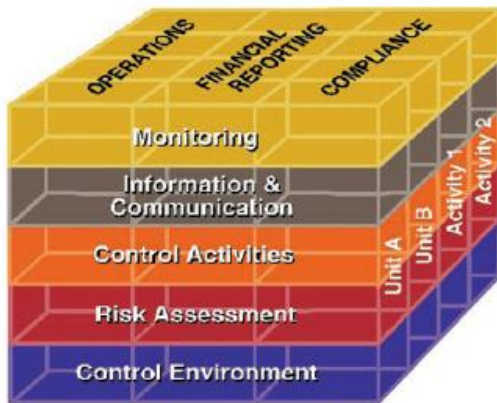 OPERATIONS
FINANCIAL
REPORTING
COMPLIANCE
Monitoring
Information &
Communication
Control Activities
Risk Assessment
Control Environment
Unit A
Unit B
Activity 1
Activity 2